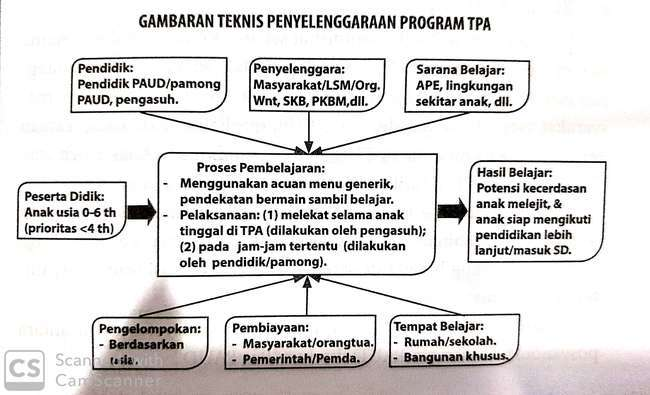 GAMBARAN TEKNIS PENYELENGGARAAN PROGRAM TPA
Pendidik:
Pendidik PAUD/pamong
PAUD, pengasuh.
Penyelenggara:
Masyarakat/LSM/Org.
Wnt, SKB, PKBM,dll.
Sarana Belajar:
APE, lingkungan
sekitar anak, dll.
Peserta Didik:
Anak usia 0-6 th
(prioritas <4 th)
Proses Pembelajaran:
- Menggunakan acuan menu generik,
pendekatan bermain sambil belajar.
- Pelaksanaan: (1) melekat selama anak
tinggal di TPA (dilakukan oleh pengasuh);
(2) pada jam-jam tertentu (dilakukan
oleh pendidik/pamong).
Hasil Belajar:
Potensi kecerdasan
anak melejit, &
anak siap mengikuti
pendidikan lebih
lanjut/masuk SD.
Pengelompokan:
- Berdasarkan
Pembiayaan:
- Masyarakat/orangtua.
- Pemerintah/Pemda.
Tempat Belajar:
- Rumah/sekolah.
- Bangunan khusus.
CS
Scanned with
CamScanner